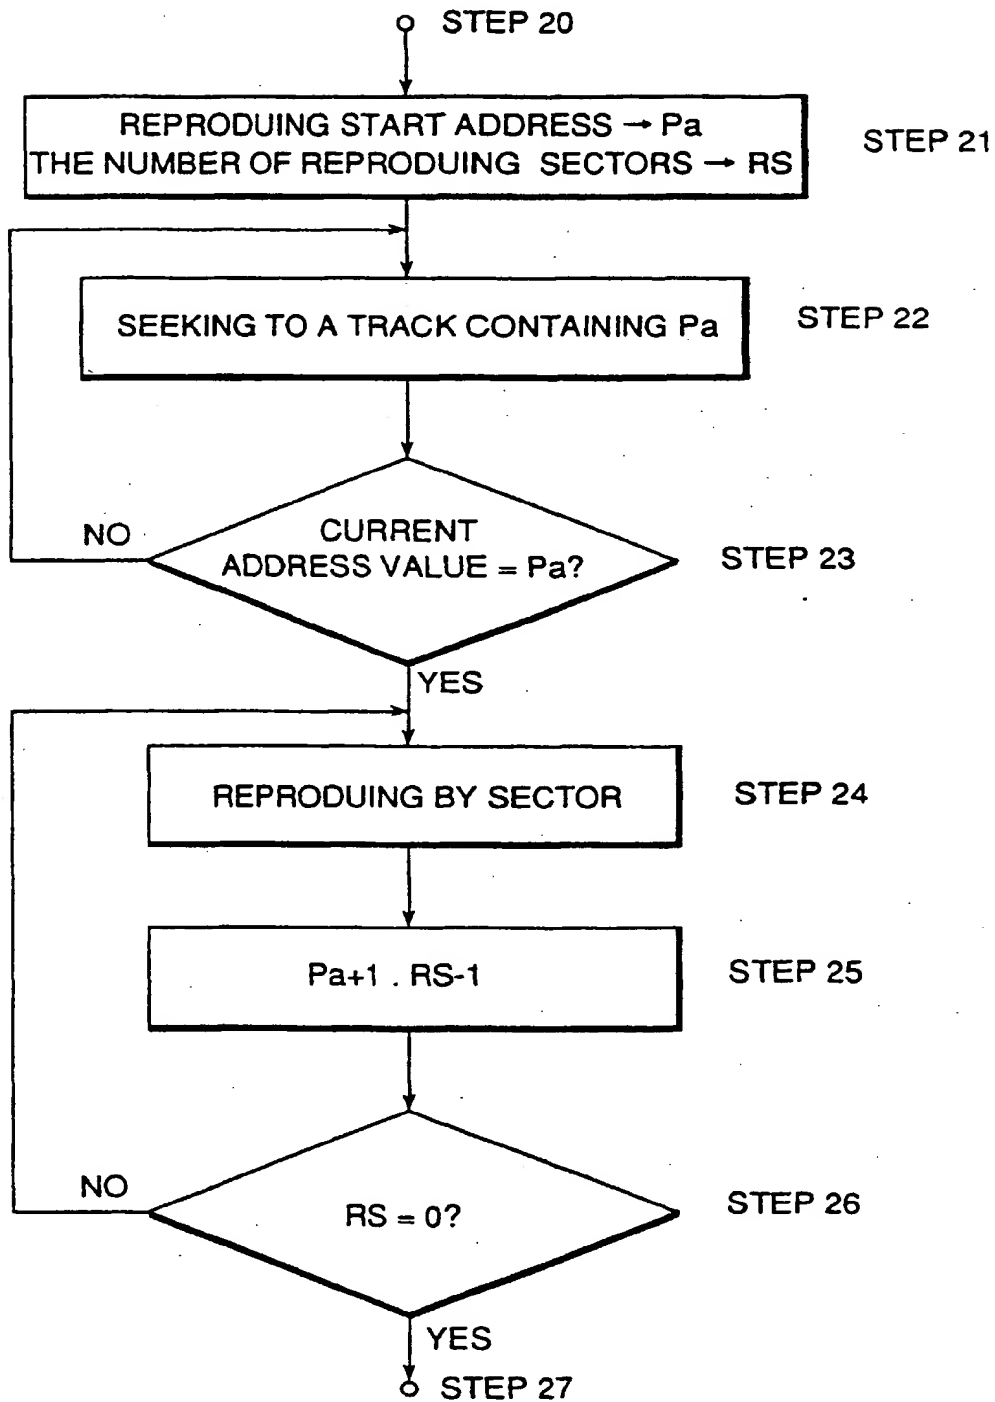 STEP 20
REPRODUING START ADDRESS → Pa
THE NUMBER OF REPRODUING SECTORS → RS
STEP 21
SEEKING TO A TRACK CONTAINING Pa
STEP 22
NO
CURRENT
ADDRESS VALUE = Pa?
STEP 23
YES
REPRODUING BY SECTOR
STEP 24
Pa+1 . RS-1
STEP 25
NO
RS = 0?
STEP 26
YES
STEP 27